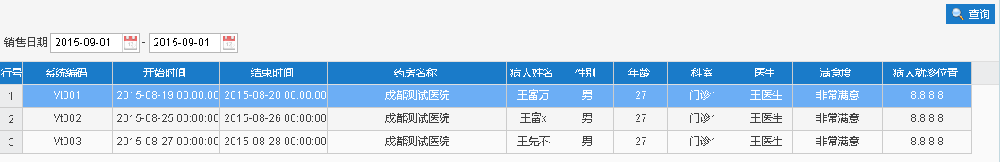 查询
销售日期 2015-09-01 - 2015-09-01
行号 系统编码 开始时间 结束时间 药房名称 病人姓名 性别 年龄 科室 医生 满意度 病人就诊位置
1 Vt001 2015-08-19 00:00:00 2015-08-20 00:00:00 成都测试医院 王富万 男 27 门诊1 王医生 非常满意 8.8.8.8
2 Vt002 2015-08-25 00:00:00 2015-08-26 00:00:00 成都测试医院 王富x 男 27 门诊1 王医生 非常满意 8.8.8.8
3 Vt003 2015-08-27 00:00:00 2015-08-28 00:00:00 成都测试医院 王先不 男 27 门诊1 王医生 非常满意 8.8.8.8